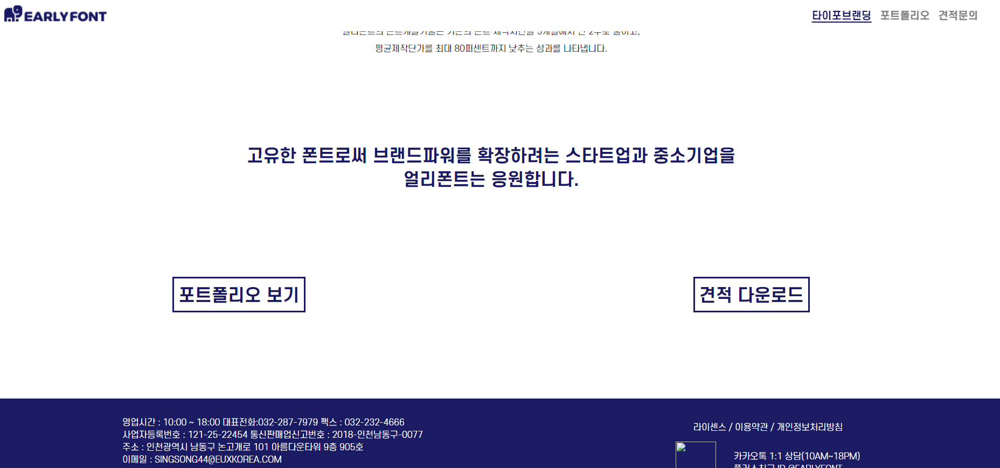 EARLYFONT
타이포브랜딩 포트폴리오 견적문의
평균제작단가를 최대 80퍼센트까지 낮추는 성과를 나타냅니다.
고유한 폰트로써 브랜드파워를 확장하려는 스타트업과 중소기업을
얼리폰트는 응원합니다.
포트폴리오 보기
견적 다운로드
영업시간 : 10:00 ~ 18:00 대표전화:032-287-7979 팩스 : 032-232-4666
사업자등록번호 : 121-25-22454 통신판매업신고번호 : 2018-인천남동구-0077
주소 : 인천광역시 남동구 논고개로 101 아름다운타워 9층 905호
이메일 : SINGSONG44@EUXKOREA.COM
라이센스 / 이용약관 / 개인정보처리방침
카카오톡 1:1 상담(10AM~18PM)
플러스친구 ID @EARLYFONT